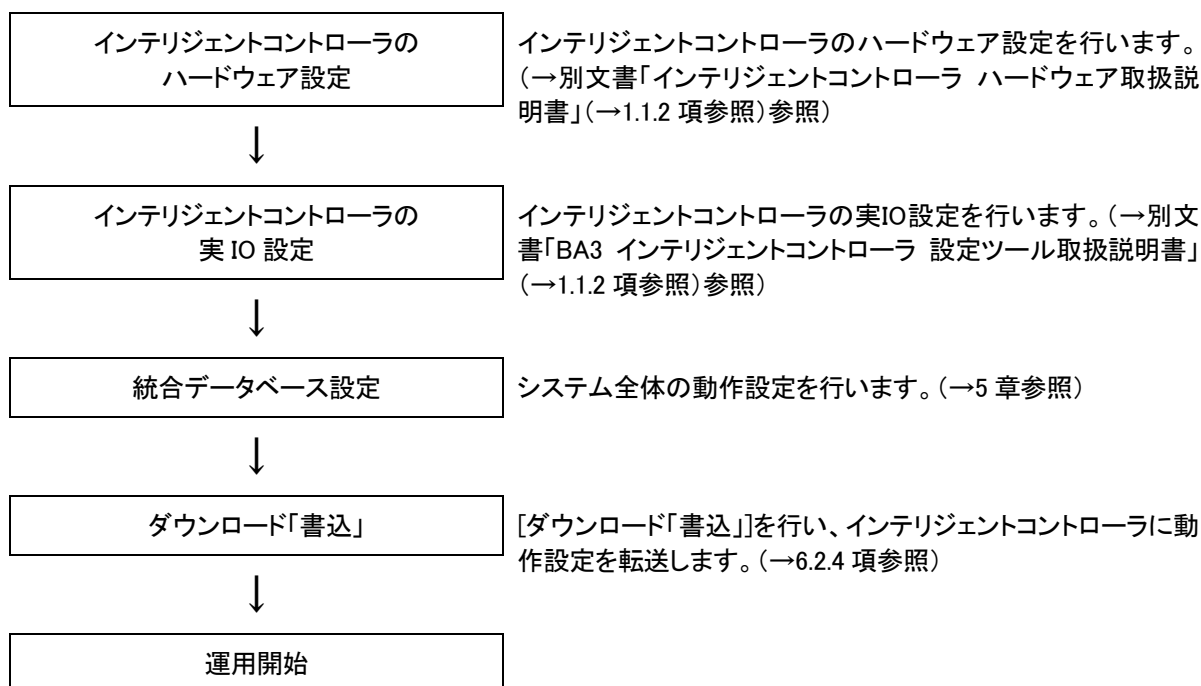 インテリジェントコントローラの
ハードウェア設定
インテリジェントコントローラのハードウェア設定を行います。
(→別文書「インテリジェントコントローラ ハードウェア取扱説
明書」(→1.1.2 項参照)参照)
↓
インテリジェントコントローラの
実 IO 設定
インテリジェントコントローラの実IO設定を行います。(→別文
書「BA3 インテリジェントコントローラ 設定ツール取扱説明書」
(→1.1.2 項参照)参照)
↓
統合データベース設定
システム全体の動作設定を行います。(→5 章参照)
↓
ダウンロード「書込」
[ダウンロード「書込」]を行い、インテリジェントコントローラに動
作設定を転送します。(→6.2.4 項参照)
↓
運用開始